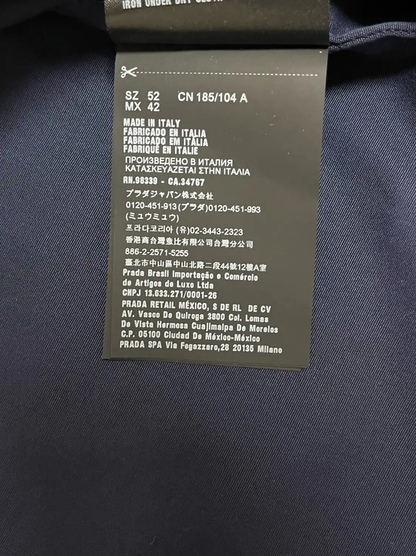 IRON UNDER DRY CLOTH
SZ 52 CN 185/104 A
MX 42
MADE IN ITALY
FABRICADO EN ITALIA
FABRICADO EM ITALIA
FABRIQUÉ EN ITALIE
ПРОИЗВЕДЕНО В ИТАЛИЯ
ΚΑΤΑΣΚΕΥΑΖΕΤΑΙ ΣΤΗΝ ΙΤΑΛΙΑ
RN.98339 - CA.34767
プラダジャパン株式会社
0120-451-913 (プラダ) 0120-451-993
(ミュウミュウ)
프라다코리아 (유)02-3443-2323
香港商台灣魚比有限公司台灣分公司
886-2-2571-5255
臺北市中山區中山北路二段44號12樓A室
Prada Brasil Importação e Comércio
de Artigos de Luxo Ltda
CNPJ 13.633.271/0001-26
PRADA RETAIL MÉXICO, S DE RL DE CV
AV. Vasco De Quiroga 3800 Col. Lomas
De Vista Hermosa Cuajimalpa De Morelos
C.P. 05100 Ciudad De México-México
PRADA SPA Via Fogazzaro,28 20135 Milano